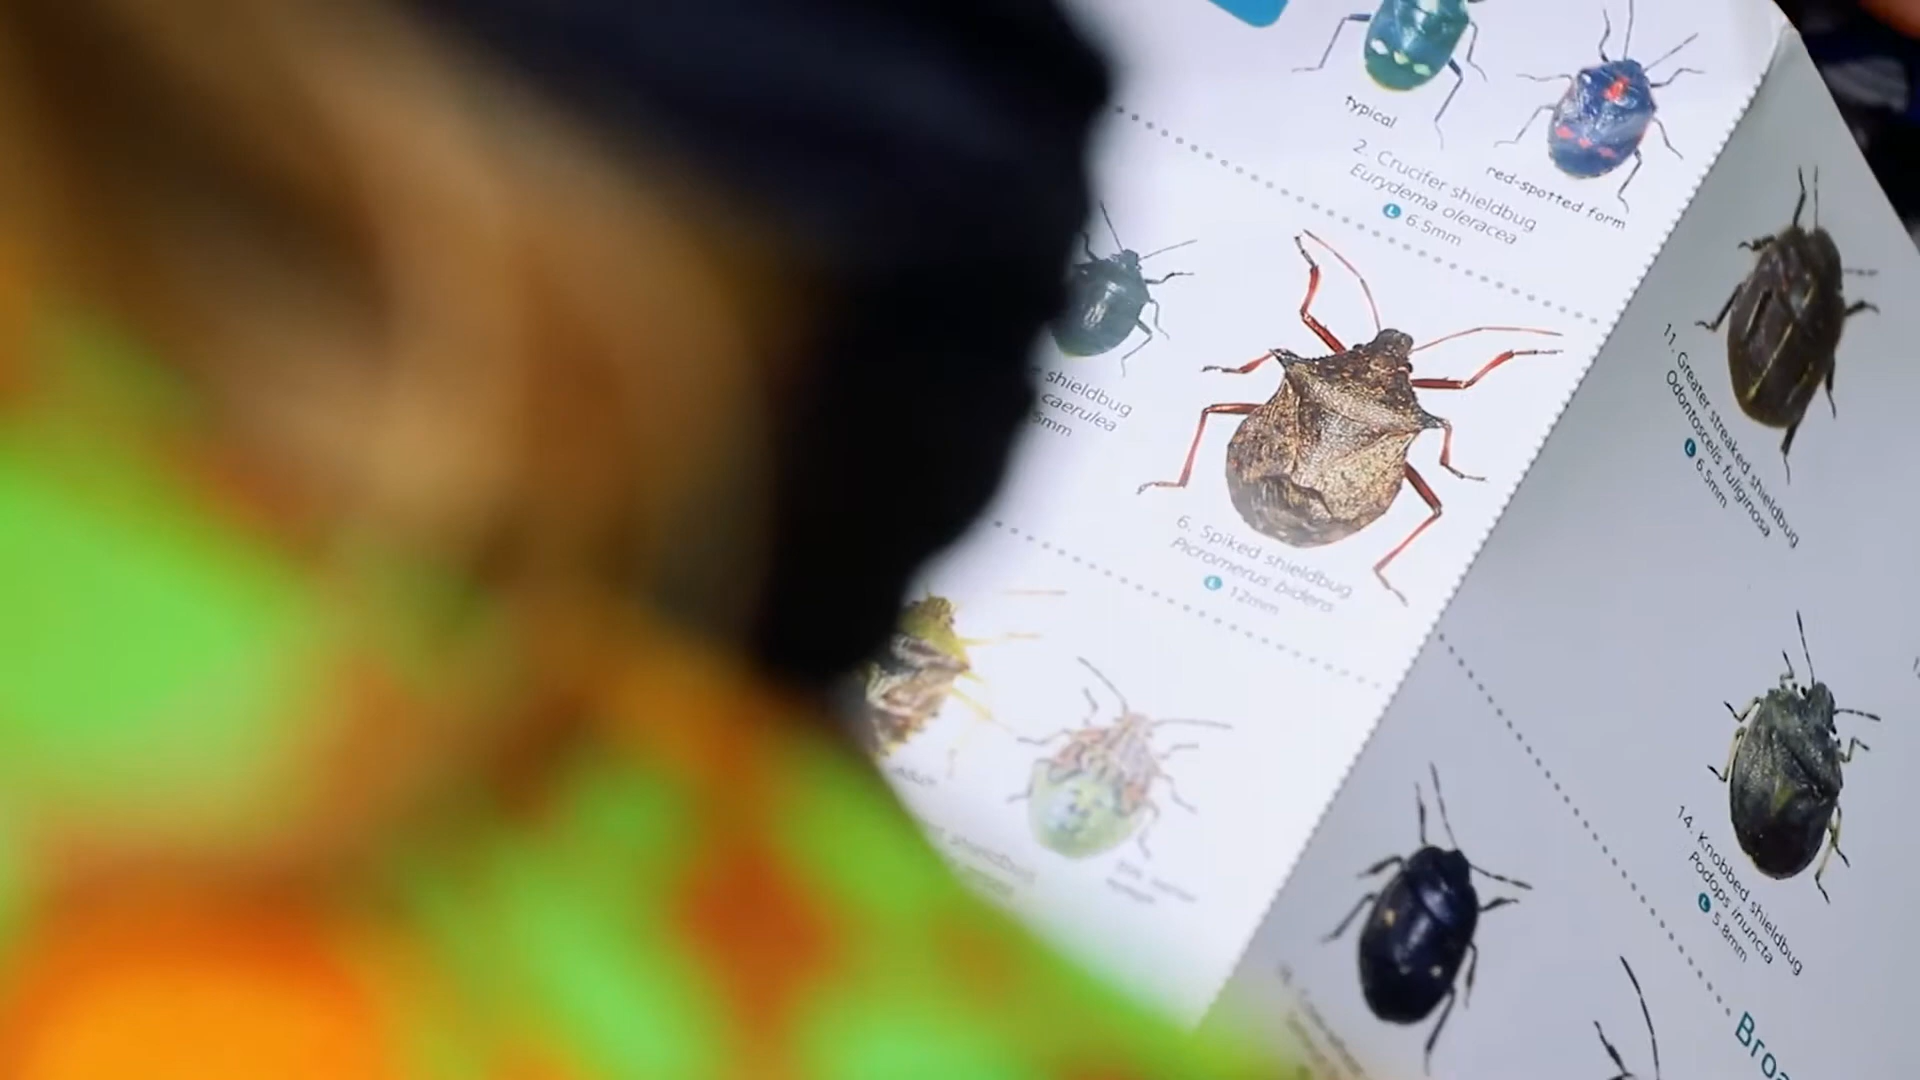 typical
red-spotted form
2. Crucifer shieldbug
Eurydema oleracea
L 6.5mm
shieldbug
caerulea
5mm
6. Spiked shieldbug
Picromerus bidens
L 12mm
11. Greater streaked shieldbug
Odontoscelis fuliginosa
L 6.5mm
14. Knobbed shieldbug
Podops inuncta
L 5.8mm
shieldbug
Broa